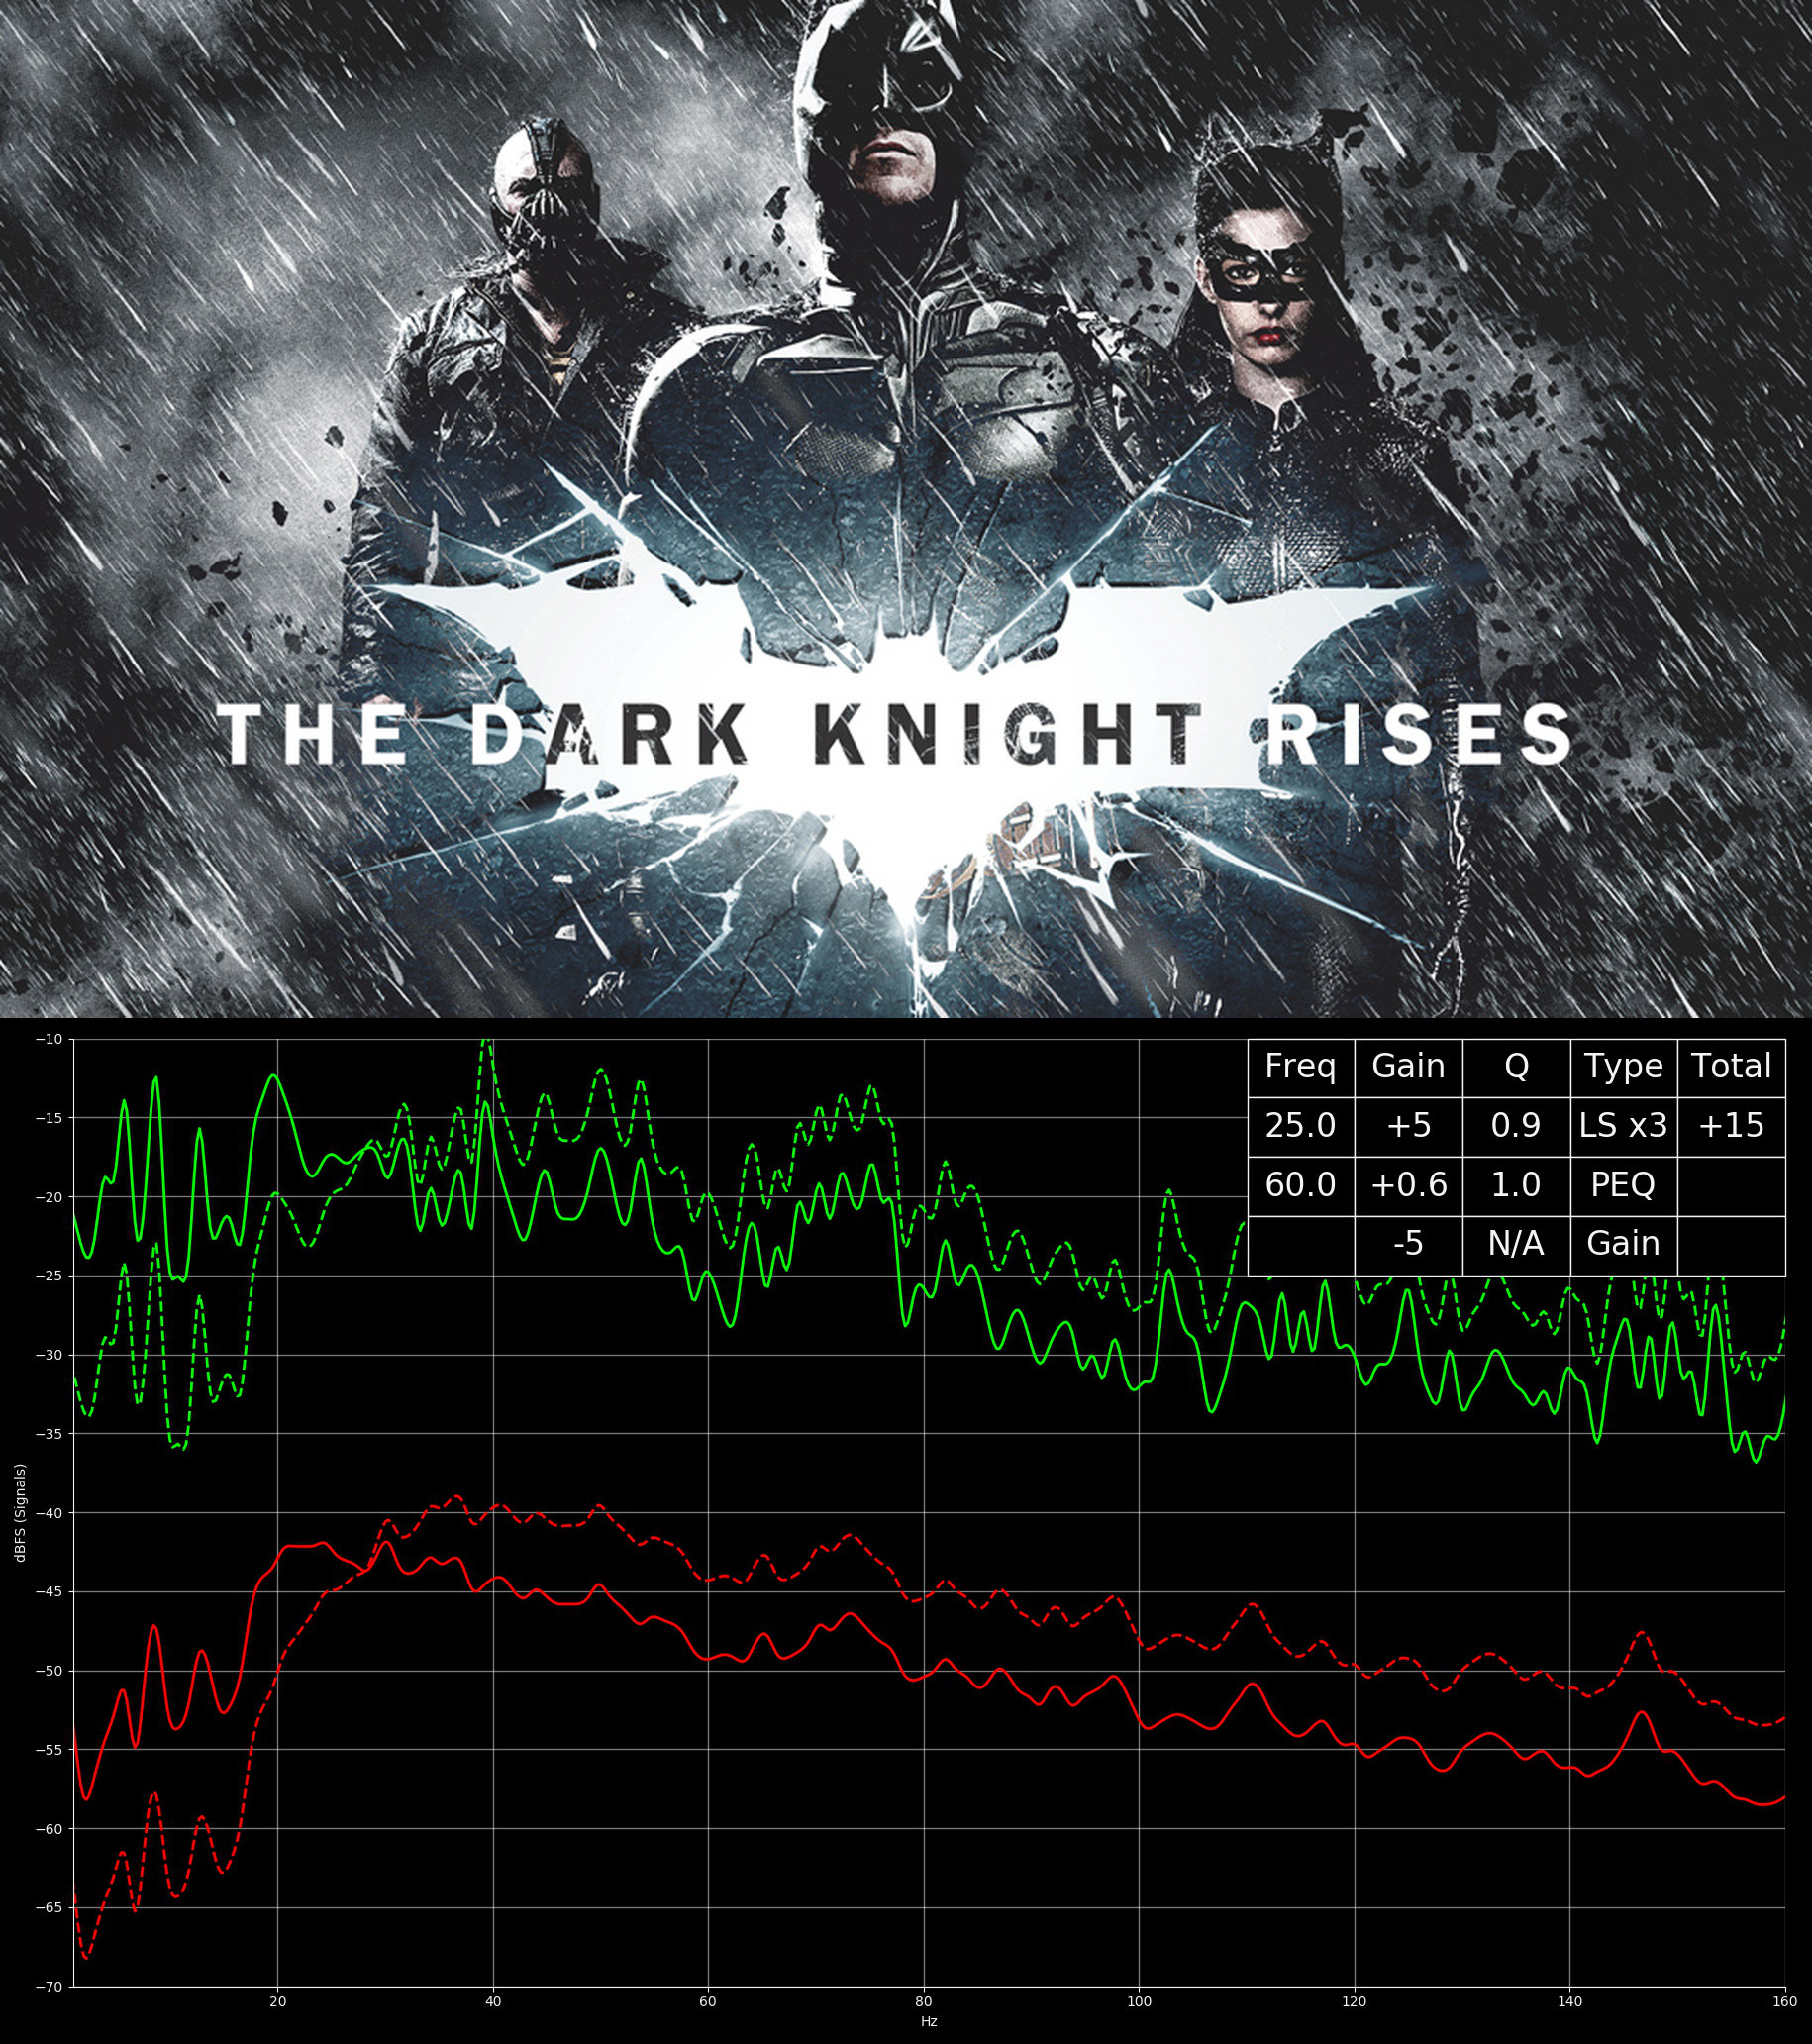 THE DARK KNIGHT RISES
Freq Gain Q Type Total
25.0 +5 0.9 LS x3 +15
60.0 +0.6 1.0 PEQ
-5 N/A Gain
−10
−15
−20
−25
−30
−35
−40
−45
−50
−55
−60
−65
−70
dBFS (Signals)
20 40 60 80 100 120 140 160
Hz